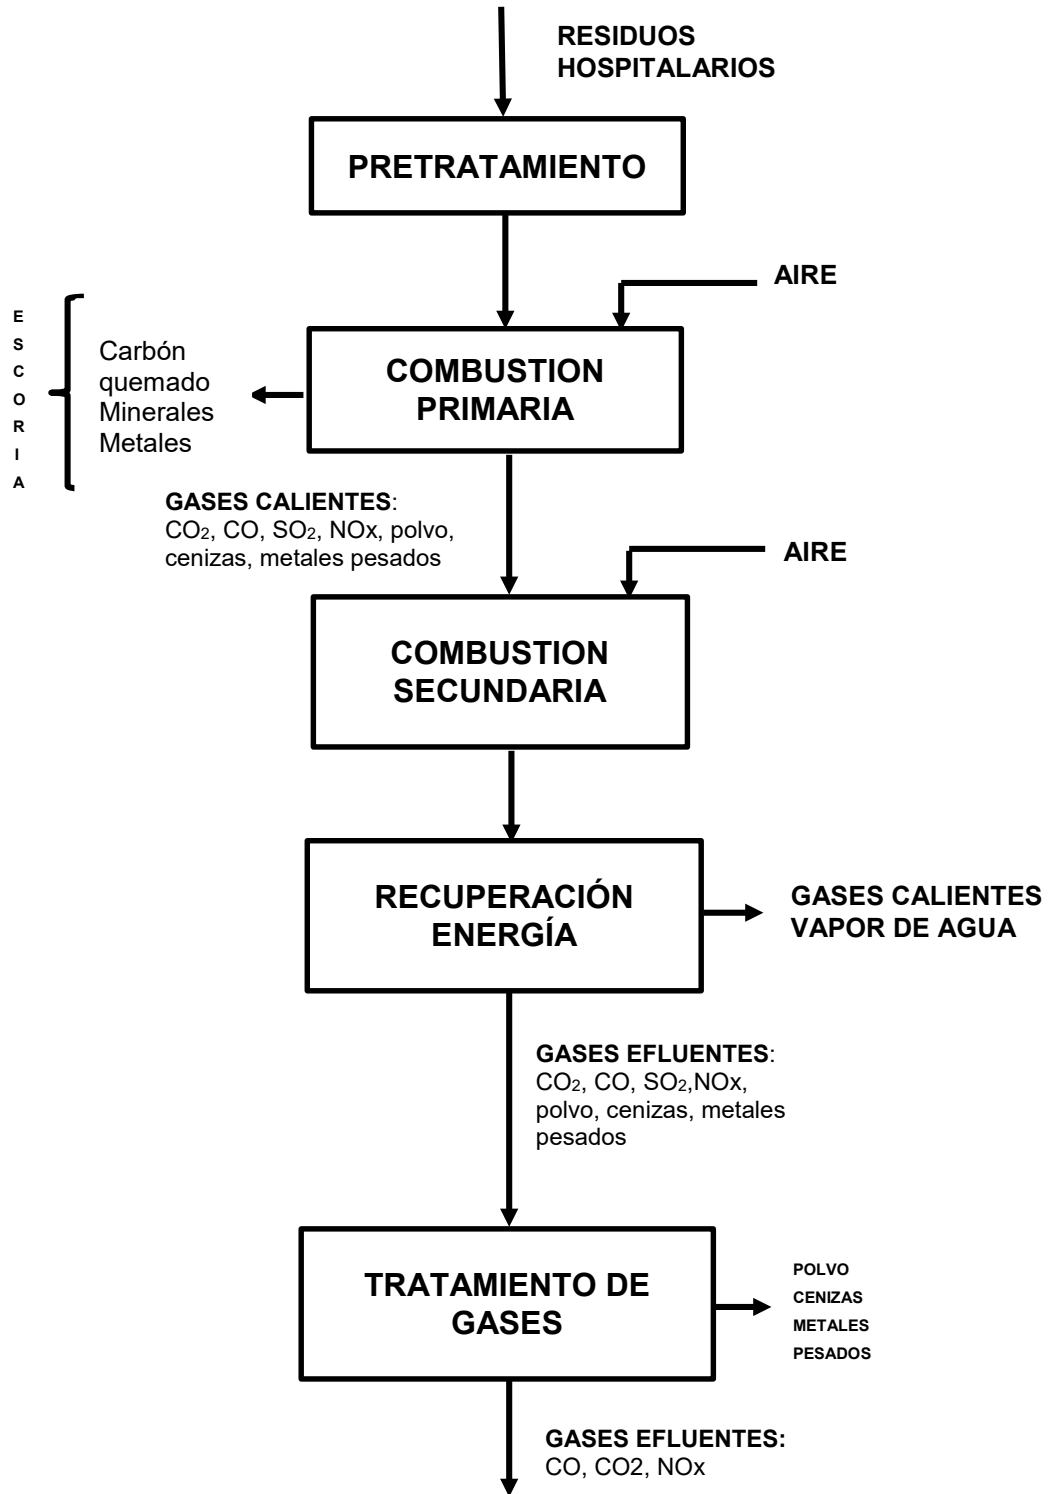 RESIDUOS
HOSPITALARIOS
PRETRATAMIENTO
AIRE
COMBUSTION
PRIMARIA
E
S
C
O
R
I
A
Carbón
quemado
Minerales
Metales
GASES CALIENTES:
CO₂, CO, SO₂, NOx, polvo,
cenizas, metales pesados
AIRE
COMBUSTION
SECUNDARIA
RECUPERACIÓN
ENERGÍA
GASES CALIENTES
VAPOR DE AGUA
GASES EFLUENTES:
CO₂, CO, SO₂,NOx,
polvo, cenizas, metales
pesados
TRATAMIENTO DE
GASES
POLVO
CENIZAS
METALES
PESADOS
GASES EFLUENTES:
CO, CO2, NOx